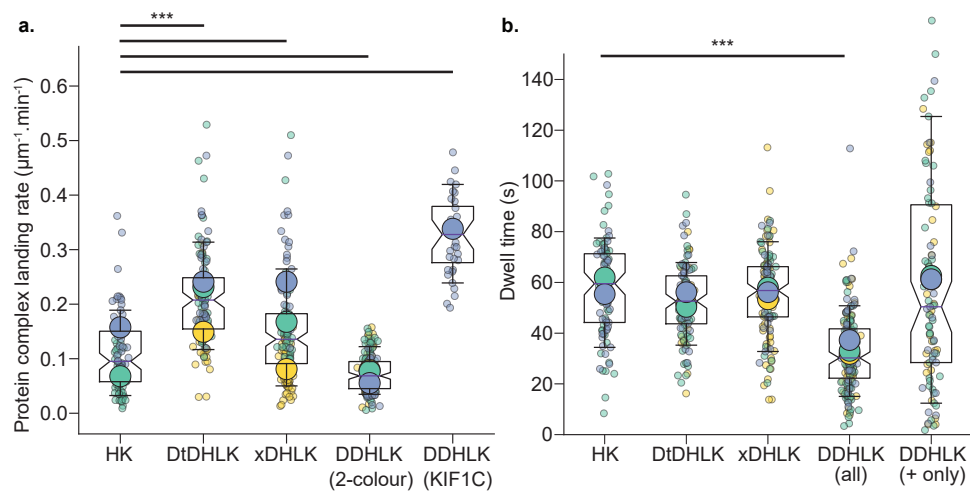 a.
***
Protein complex landing rate (µm⁻¹.min⁻¹)
0.6
0.5
0.4
0.3
0.2
0.1
0.0
HK
DtDHLK
xDHLK
DDHLK
(2-colour)
DDHLK
(KIF1C)
b.
***
Dwell time (s)
140
120
100
80
60
40
20
0
HK
DtDHLK
xDHLK
DDHLK
(all)
DDHLK
(+ only)